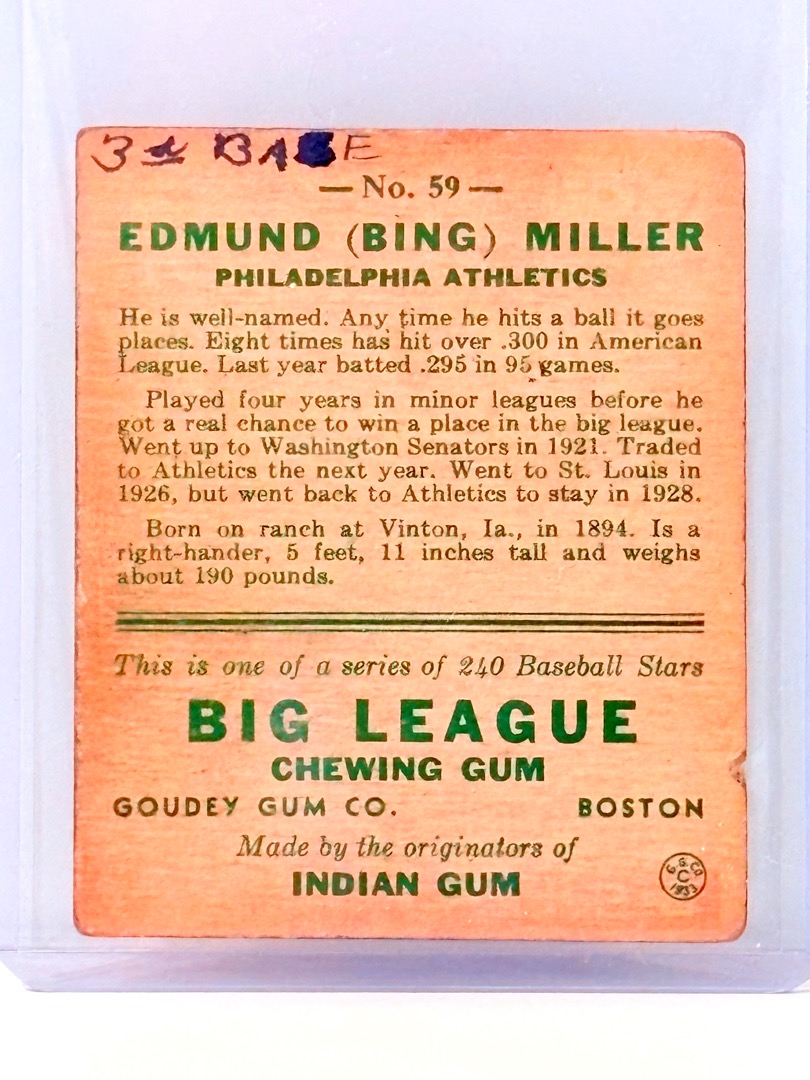 3rd BASE
— No. 59 —
EDMUND (BING) MILLER
PHILADELPHIA ATHLETICS
He is well-named. Any time he hits a ball it goes
places. Eight times has hit over .300 in American
League. Last year batted .295 in 95 games.
Played four years in minor leagues before he
got a real chance to win a place in the big league.
Went up to Washington Senators in 1921. Traded
to Athletics the next year. Went to St. Louis in
1926, but went back to Athletics to stay in 1928.
Born on ranch at Vinton, Ia., in 1894. Is a
right-hander, 5 feet, 11 inches tall and weighs
about 190 pounds.
This is one of a series of 240 Baseball Stars
BIG LEAGUE
CHEWING GUM
GOUDEY GUM CO. BOSTON
Made by the originators of
INDIAN GUM
G.G.CO
C
1933